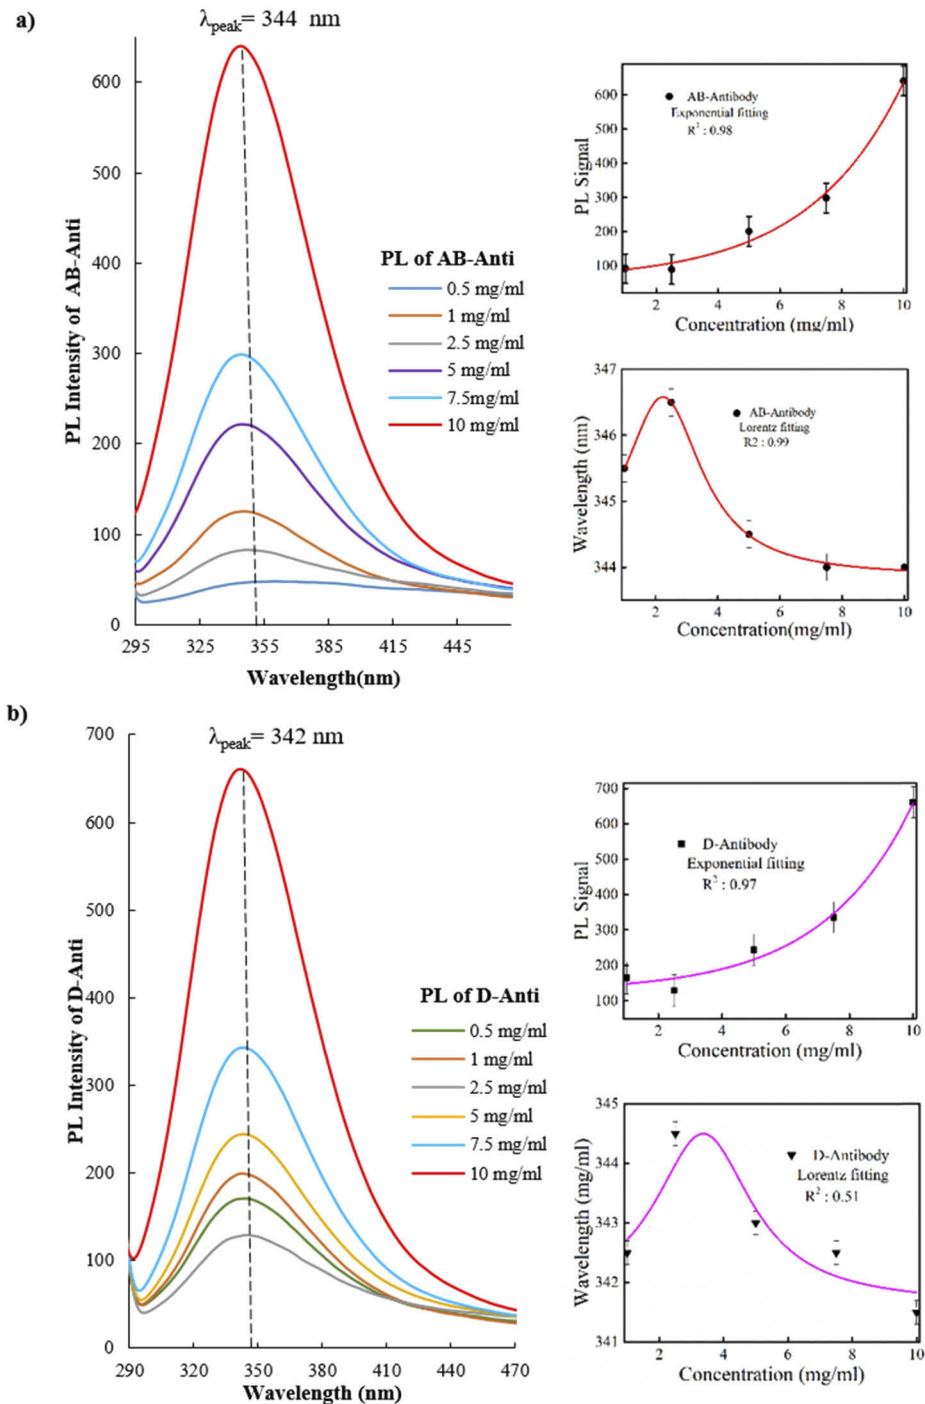 a)
λpeak= 344 nm
PL Intensity of AB-Anti
600
500
400
300
200
100
0
295 325 355 385 415 445
Wavelength(nm)
PL of AB-Anti
0.5 mg/ml
1 mg/ml
2.5 mg/ml
5 mg/ml
7.5mg/ml
10 mg/ml
PL Signal
600
500
400
300
200
100
AB-Antibody
Exponential fitting
R² : 0.98
2 4 6 8 10
Concentration (mg/ml)
Wavelength (nm)
347
346
345
344
AB-Antibody
Lorentz fitting
R2 : 0.99
2 4 6 8 10
Concentration(mg/ml)
b)
λpeak= 342 nm
PL Intensity of D-Anti
700
600
500
400
300
200
100
0
290 320 350 380 410 440 470
Wavelength (nm)
PL of D-Anti
0.5 mg/ml
1 mg/ml
2.5 mg/ml
5 mg/ml
7.5 mg/ml
10 mg/ml
PL Signal
700
600
500
400
300
200
100
D-Antibody
Exponential fitting
R² : 0.97
2 4 6 8 10
Concentration (mg/ml)
Wavelength (mg/ml)
345
344
343
342
341
D-Antibody
Lorentz fitting
R² : 0.51
2 4 6 8 10
Concentration (mg/ml)